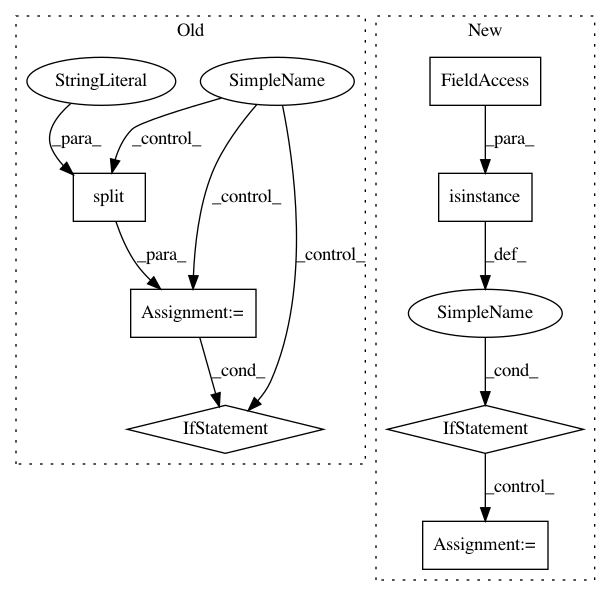 Old
New
StringLiteral
SimpleName
FieldAccess
_para_
_control_
_para_
split
_control_
isinstance
_para_
_control_
_def_
Assignment:=
SimpleName
_cond_
_cond_
IfStatement
IfStatement
_control_
Assignment:=